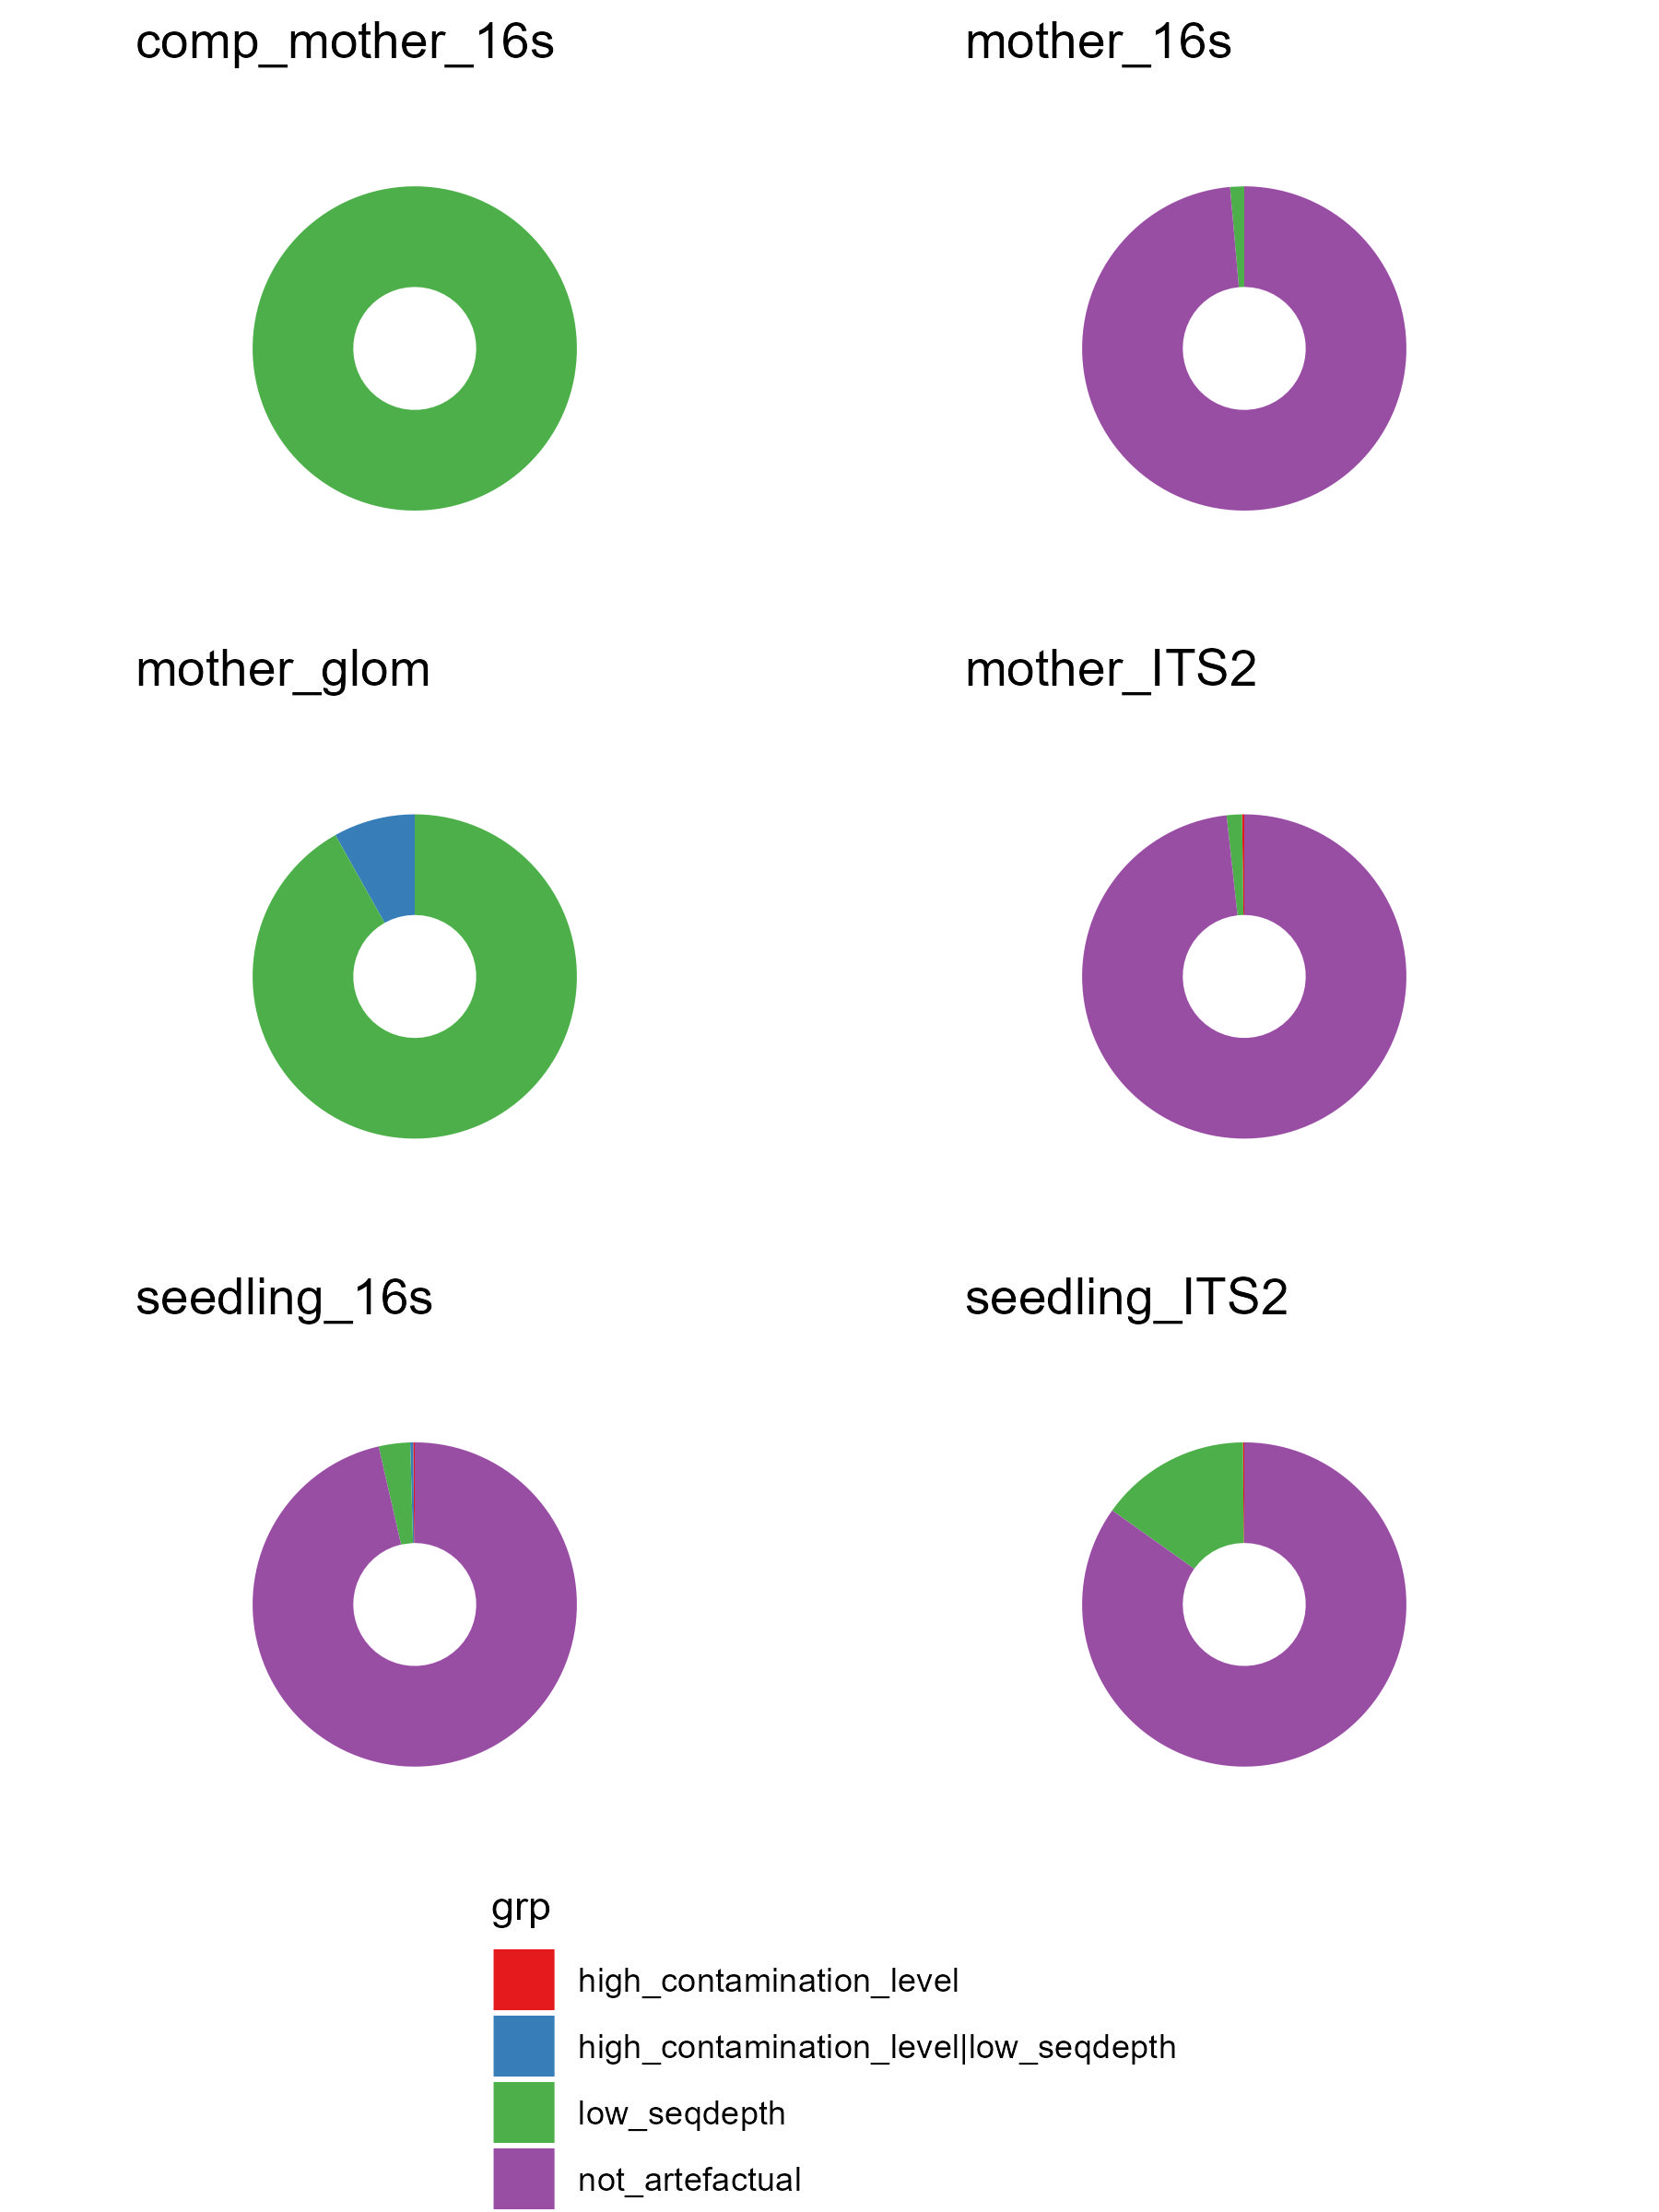 comp_mother_16s
mother_16s
mother_glom
mother_ITS2
seedling_16s
seedling_ITS2
grp
high_contamination_level
high_contamination_level|low_seqdepth
low_seqdepth
not_artefactual